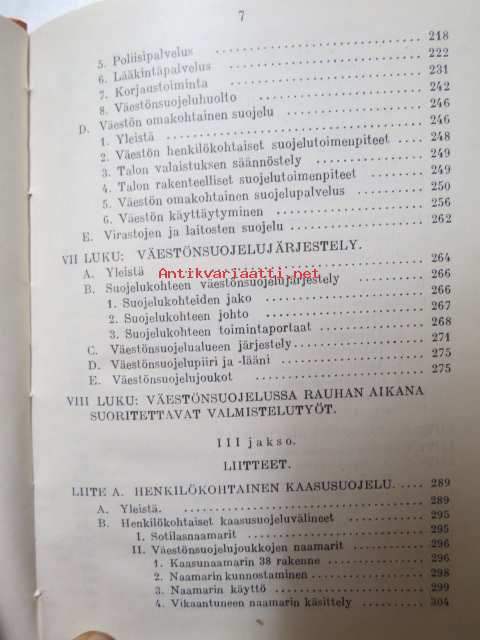 7
5. Poliisipalvelus 218
6. Lääkintäpalvelus 222
7. Korjaustoiminta 231
8. Väestönsuojeluhuolto 242
D. Väestön omakohtainen suojelu 246
1. Yleistä 246
2. Väestön henkilökohtaiset suojelutoimenpiteet 248
3. Talon valaistuksen säännöstely 249
4. Talon rakenteelliset suojelutoimenpiteet 249
5. Väestön omakohtainen suojelupalvelus 250
6. Väestön käyttäytyminen 256
E. Virastojen ja laitosten suojelu 262
VII LUKU: VÄESTÖNSUOJELUJÄRJESTELY.
A. Yleistä 264
Antikvariaatti.net
B. Suojelukohteen väestönsuojelujärjestely 266
1. Suojelukohteiden jako 266
2. Suojelukohteen johto 267
3. Suojelukohteen toimintaportaat 268
C. Väestönsuojelualueen järjestely 271
D. Väestönsuojelupiiri ja -lääni 275
E. Väestönsuojelujoukot 275
VIII LUKU: VÄESTÖNSUOJELUSSA RAUHAN AIKANA
SUORITETTAVAT VALMISTELUTYÖT.
III jakso.
LIITTEET.
LIITE A. HENKILÖKOHTAINEN KAASUSUOJELU. 289
A. Yleistä. 289
B. Henkilökohtaiset kaasusuojeluvälineet 295
I. Sotilasnaamarit 295
II. Väestönsuojelujoukkojen naamarit 296
1. Kaasunaamarin 38 rakenne 296
2. Naamarin kunnostaminen 298
3. Naamarin käyttö 299
4. Vikaantuneen naamarin käsittely 304